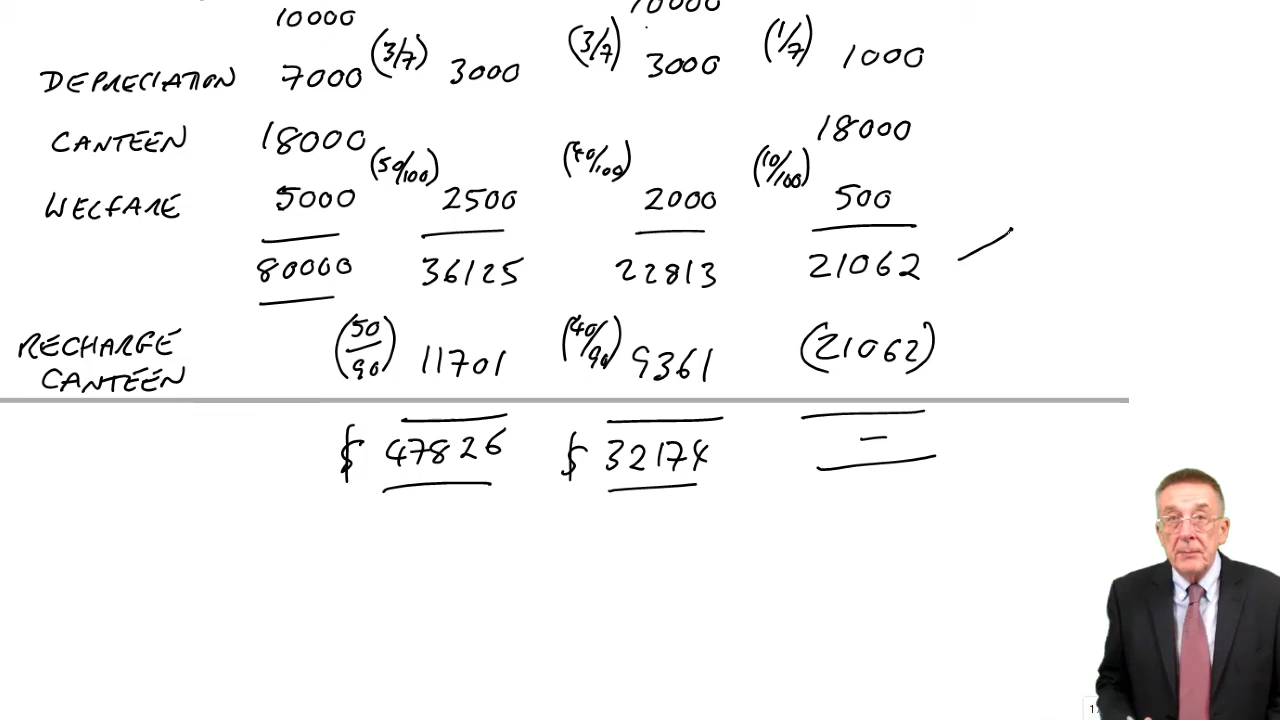 10000 10000
DEPRECIATION 7000 (3/7) 3000 (3/7) 3000 (1/7) 1000
CANTEEN 18000 18000
WELFARE 5000 (50/100) 2500 (40/100) 2000 (10/100) 500
80000 36125 22813 21062
RECHARGE CANTEEN (50/90) 11701 (40/90) 9361 (21062)
$ 47826 $ 32174 –